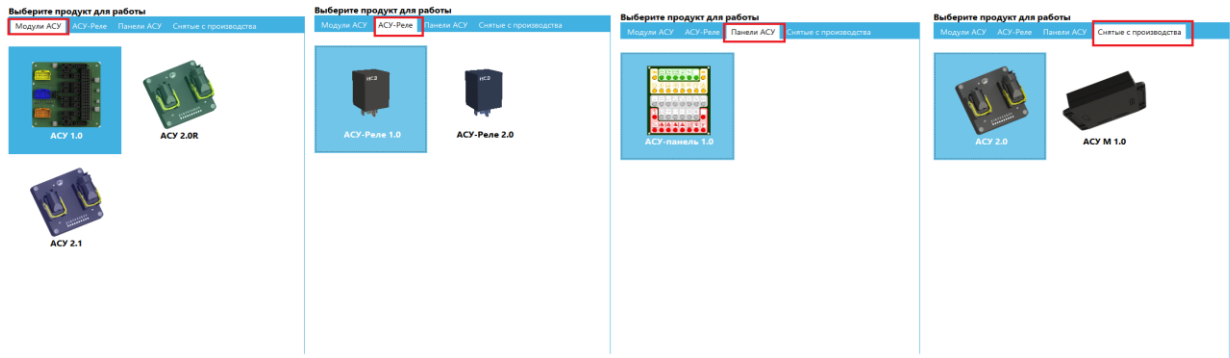 Выберите продукт для работы
Модули АСУ АСУ-Реле Панели АСУ Снятые с производства
АСУ 1.0 АСУ 2.0R
АСУ 2.1
Выберите продукт для работы
Модули АСУ АСУ-Реле Панели АСУ Снятые с производства
АСУ-Реле 1.0 АСУ-Реле 2.0
Выберите продукт для работы
Модули АСУ АСУ-Реле Панели АСУ Снятые с производства
АСУ-панель 1.0
Выберите продукт для работы
Модули АСУ АСУ-Реле Панели АСУ Снятые с производства
АСУ 2.0 АСУ М 1.0